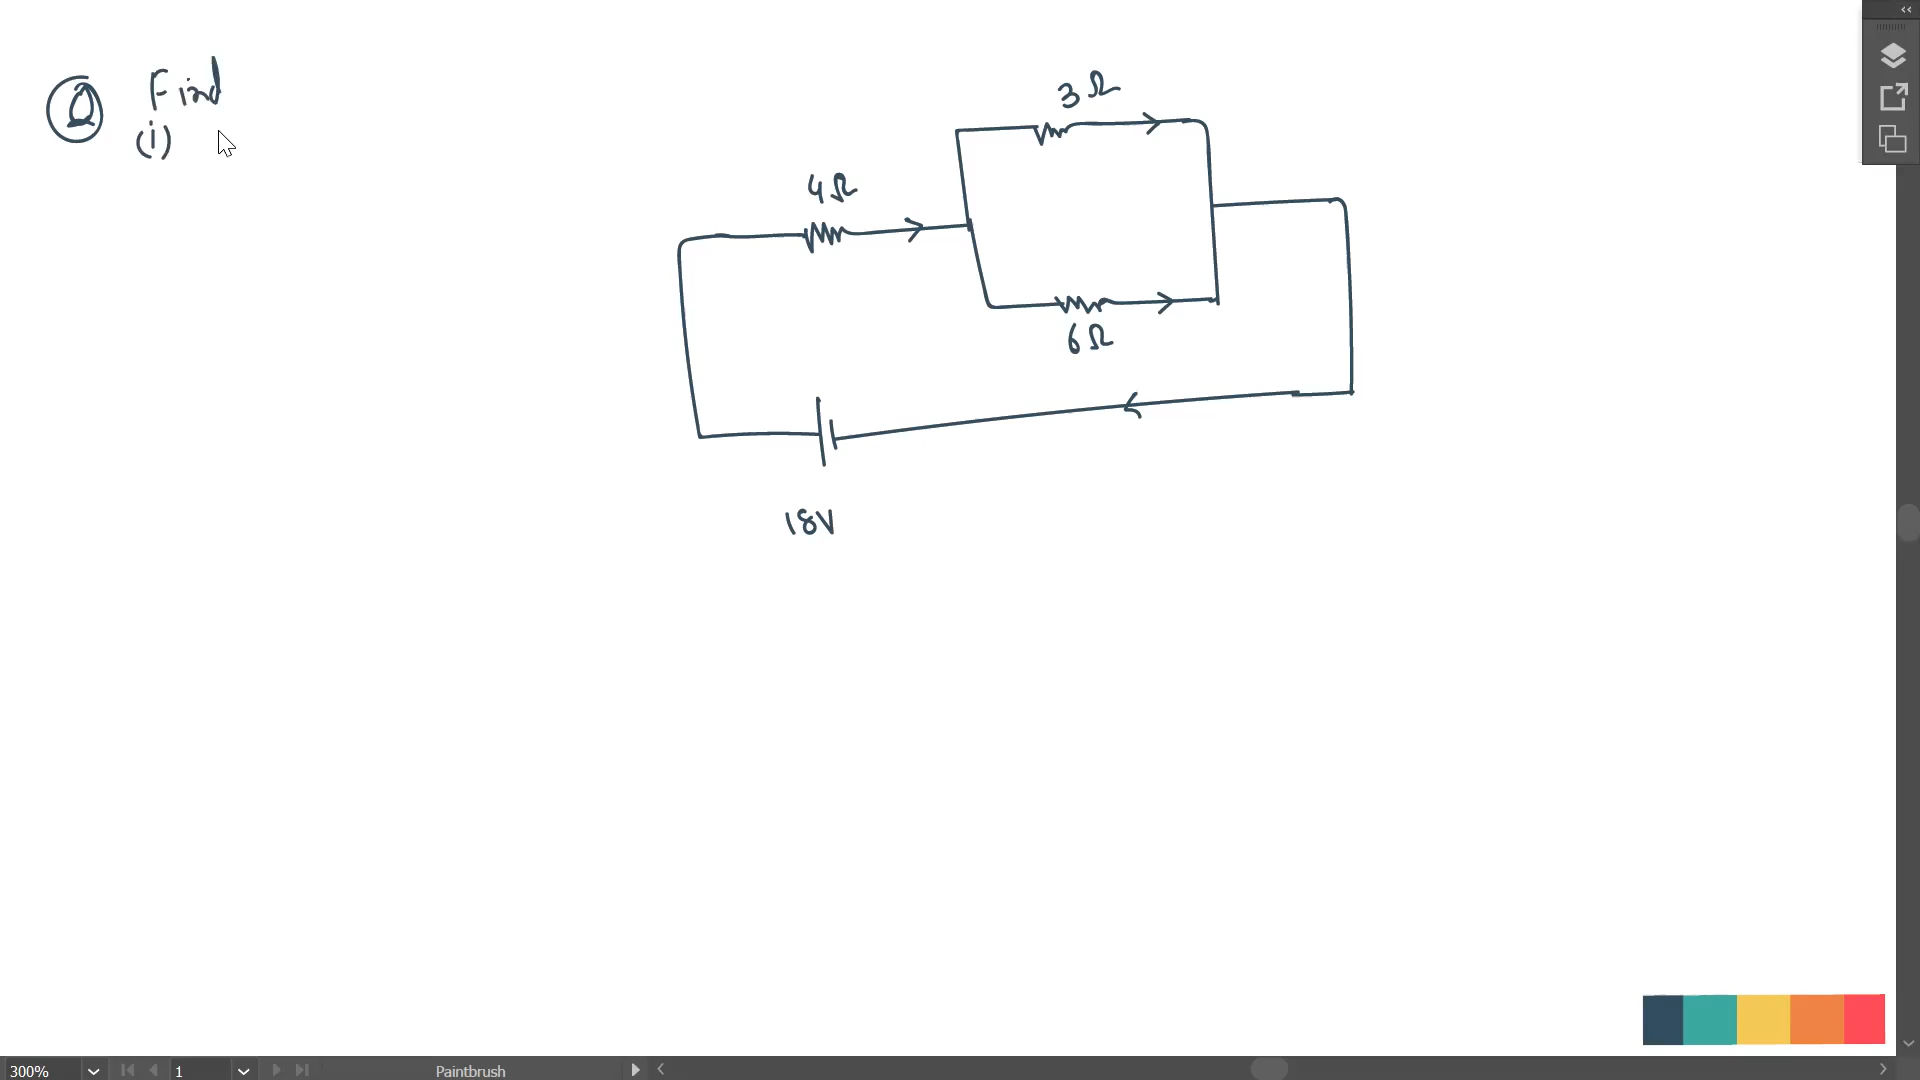 Q Find
(i)
3Ω
4Ω
6Ω
18V
300%
1
Paintbrush